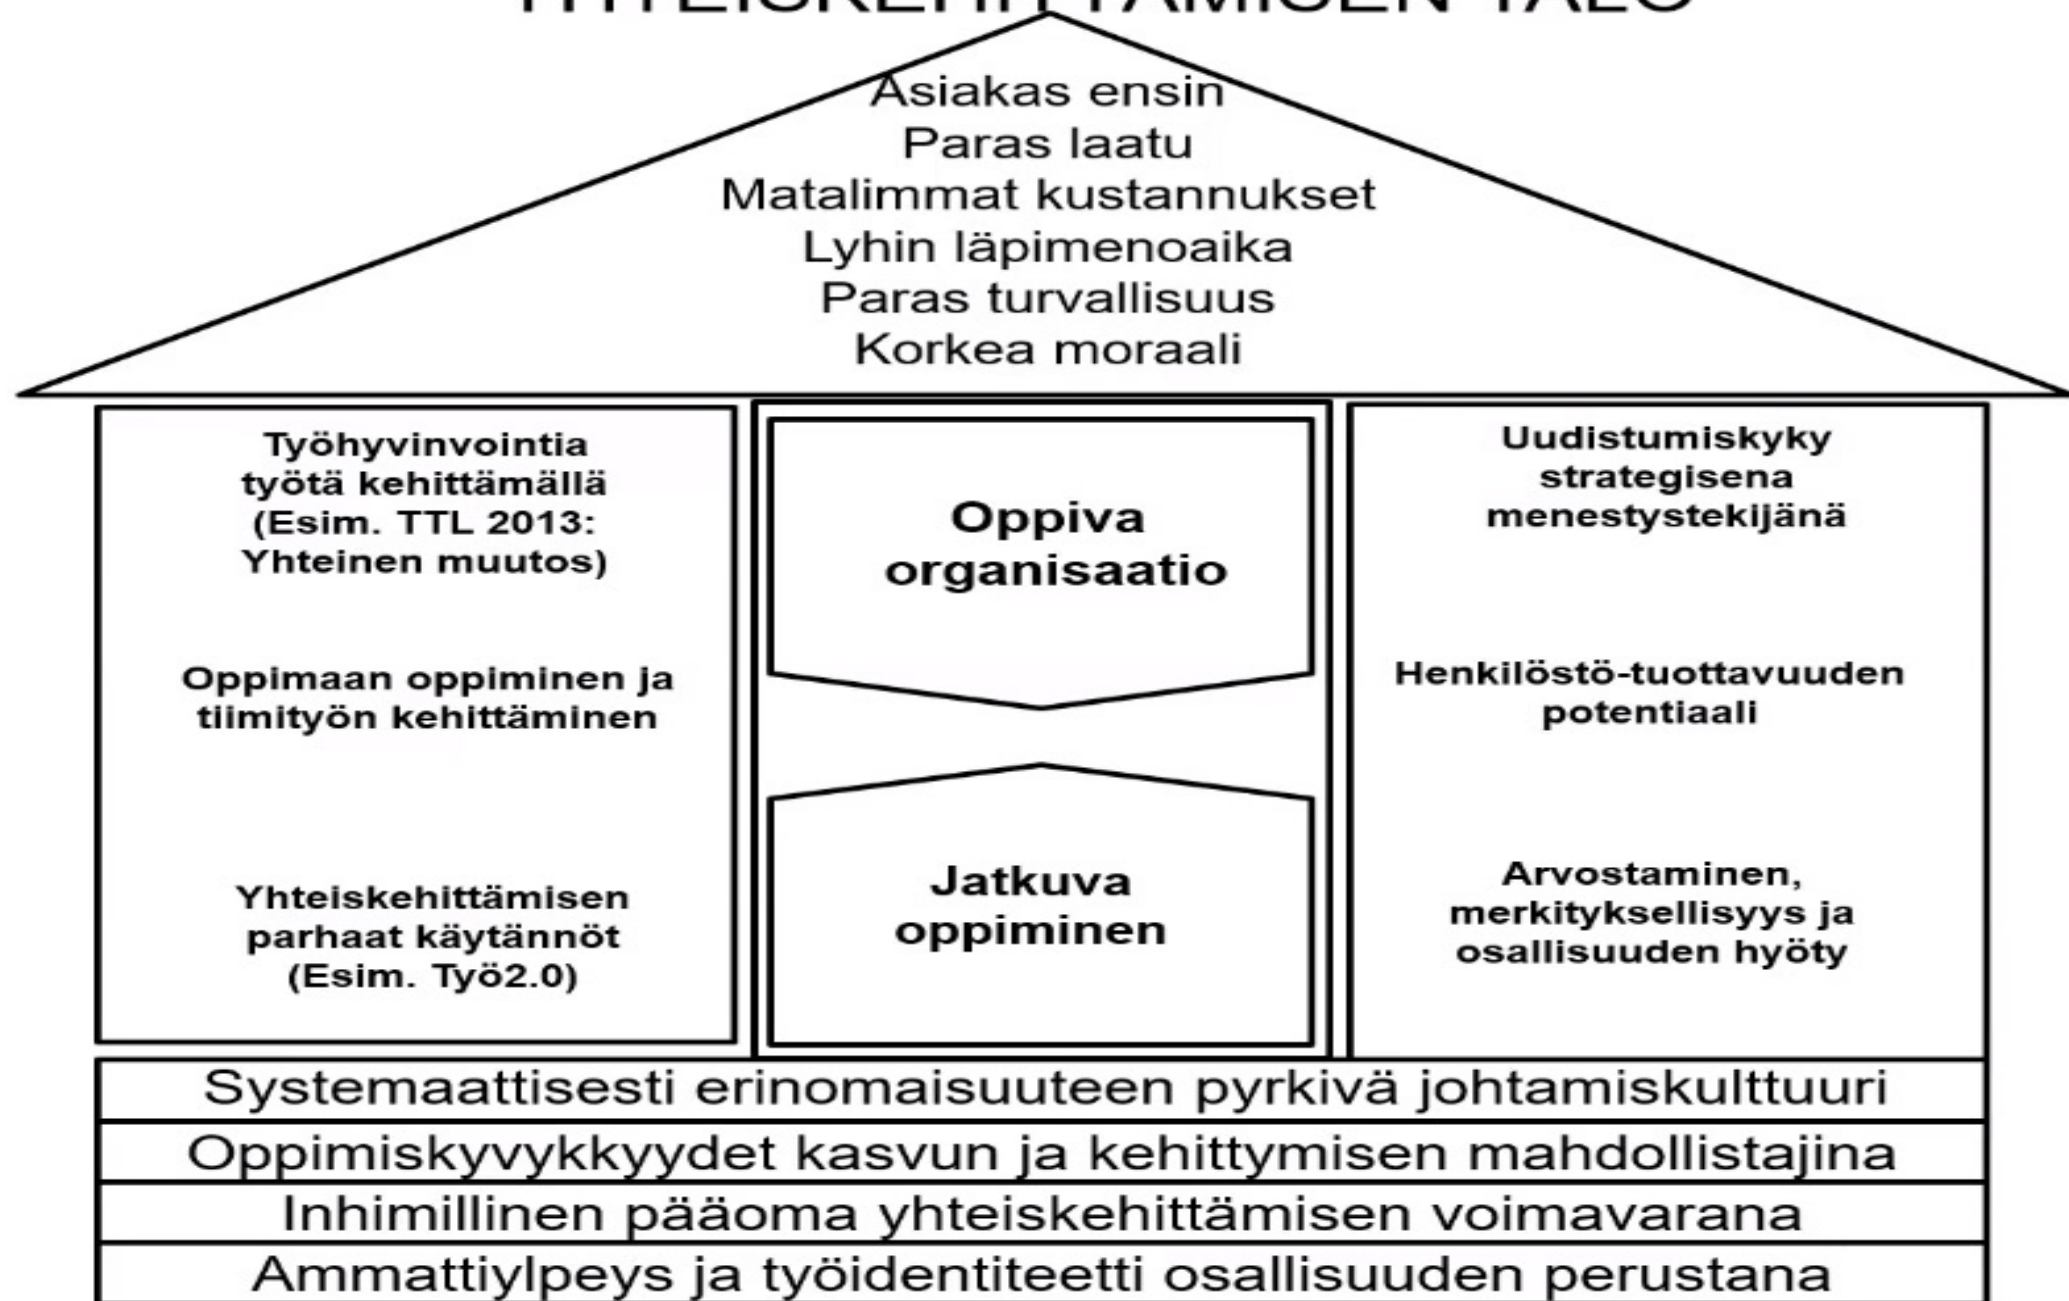 YHTEISKEHITTÄMISEN TALO
Asiakas ensin
Paras laatu
Matalimmat kustannukset
Lyhin läpimenoaika
Paras turvallisuus
Korkea moraali
Työhyvinvointia
työtä kehittämällä
(Esim. TTL 2013:
Yhteinen muutos)
Oppimaan oppiminen ja
tiimityön kehittäminen
Yhteiskehittämisen
parhaat käytännöt
(Esim. Työ2.0)
Oppiva
organisaatio
Jatkuva
oppiminen
Uudistumiskyky
strategisena
menestystekijänä
Henkilöstö-tuottavuuden
potentiaali
Arvostaminen,
merkityksellisyys ja
osallisuuden hyöty
Systemaattisesti erinomaisuuteen pyrkivä johtamiskulttuuri
Oppimiskyvykkyydet kasvun ja kehittymisen mahdollistajina
Inhimillinen pääoma yhteiskehittämisen voimavarana
Ammattiylpeys ja työidentiteetti osallisuuden perustana